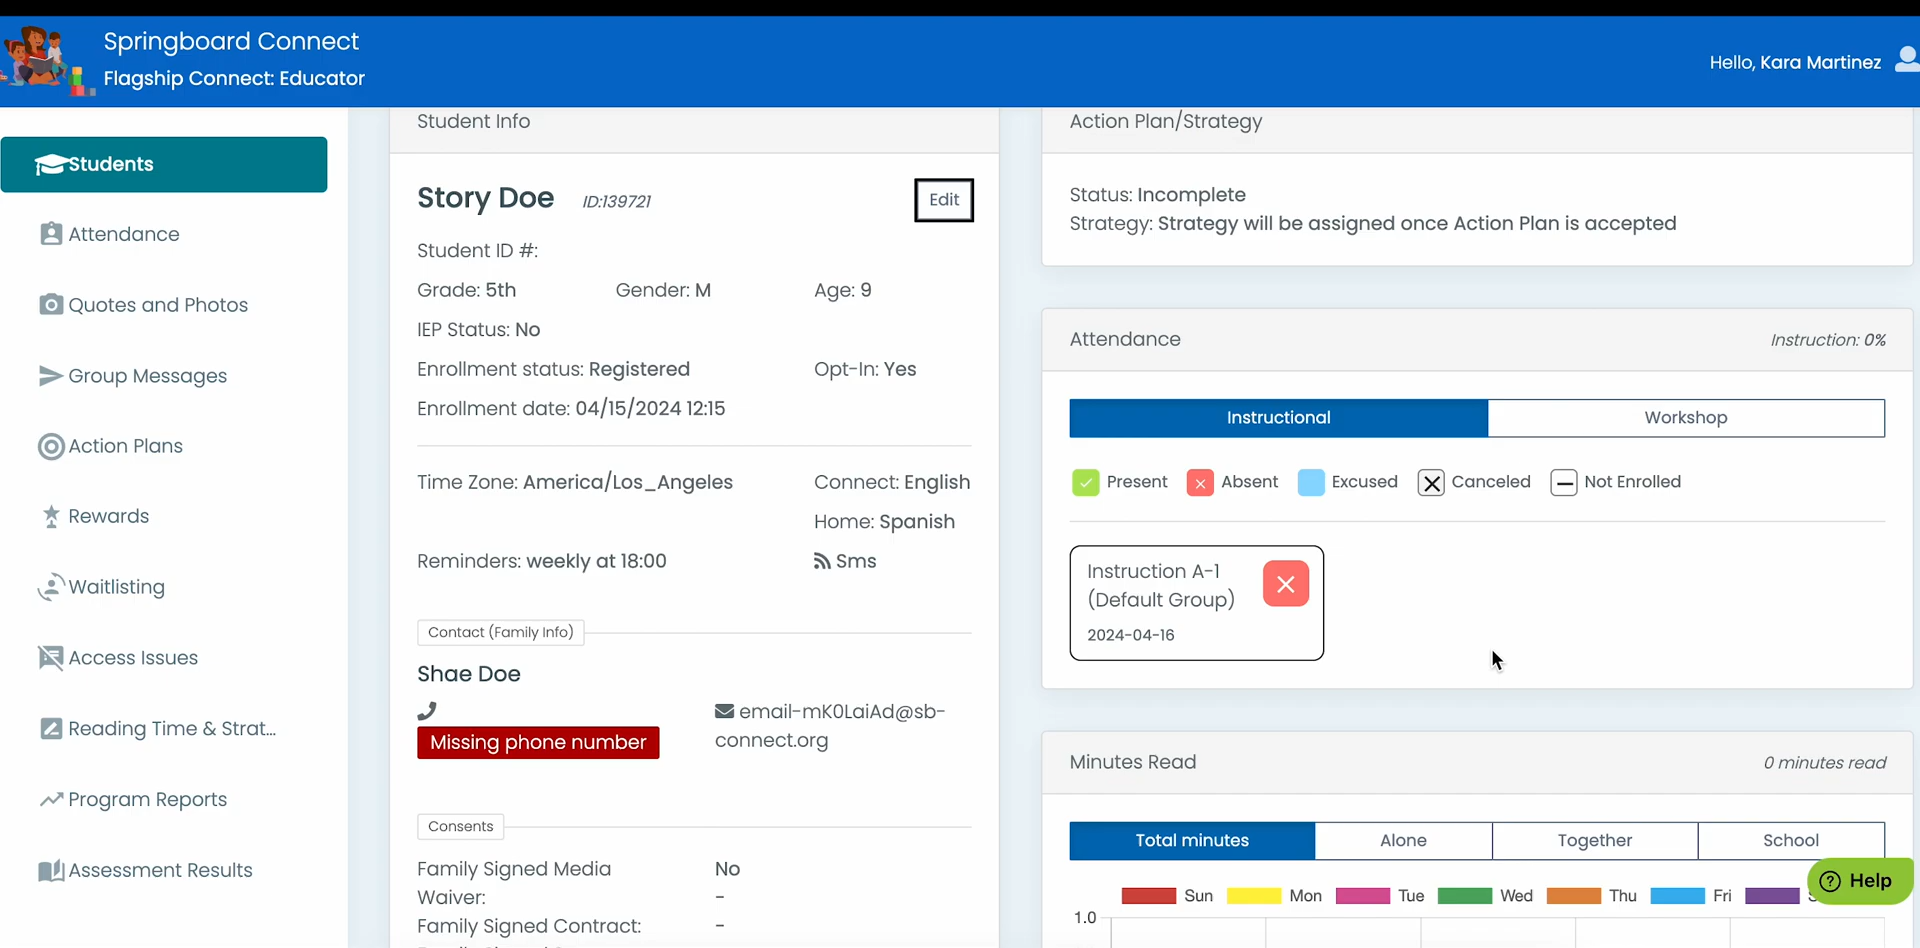 Springboard Connect
Flagship Connect: Educator
Hello, Kara Martinez
Students
Attendance
Quotes and Photos
Group Messages
Action Plans
Rewards
Waitlisting
Access Issues
Reading Time & Strat...
Program Reports
Assessment Results
Student Info
Story Doe ID:139721
Edit
Student ID #:
Grade: 5th Gender: M Age: 9
IEP Status: No
Enrollment status: Registered Opt-In: Yes
Enrollment date: 04/15/2024 12:15
Time Zone: America/Los_Angeles Connect: English
Home: Spanish
Reminders: weekly at 18:00 Sms
Contact (Family Info)
Shae Doe
Missing phone number
email-mK0LaiAd@sb-
connect.org
Consents
Family Signed Media No
Waiver: -
Family Signed Contract: -
Action Plan/Strategy
Status: Incomplete
Strategy: Strategy will be assigned once Action Plan is accepted
Attendance Instruction: 0%
Instructional Workshop
Present Absent Excused Canceled Not Enrolled
Instruction A-1
(Default Group)
2024-04-16
Minutes Read 0 minutes read
Total minutes Alone Together School
Sun Mon Tue Wed Thu Fri
1.0
Help